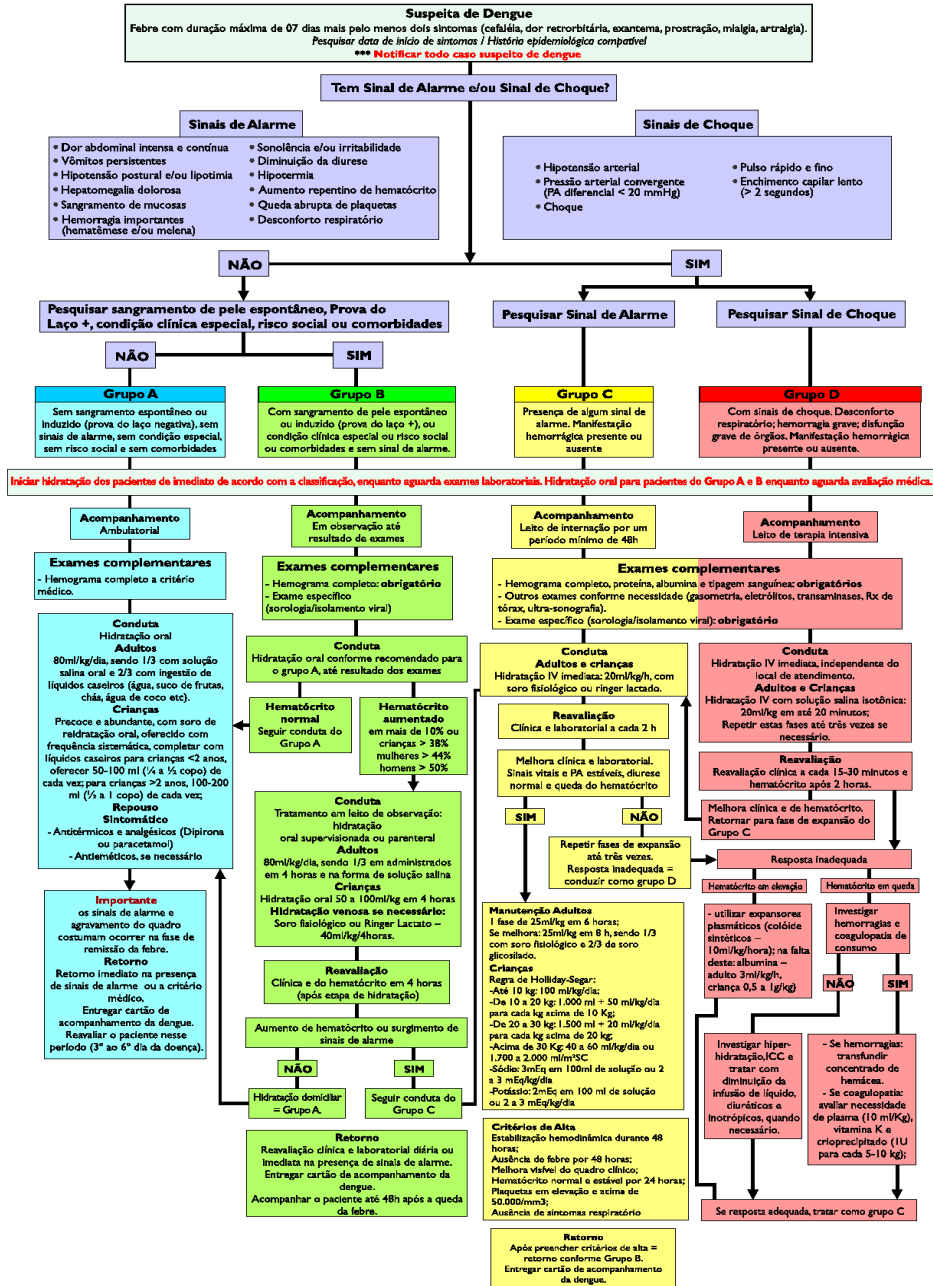 Suspeita de Dengue
Febre com duração máxima de 07 dias mais pelo menos dois sintomas (cefaléia, dor retrorbitária, exantema, prostração, mialgia, artralgia).
Pesquisar data de início de sintomas / História epidemiológica compatível
*** Notificar todo caso suspeito de dengue
Tem Sinal de Alarme e/ou Sinal de Choque?
Sinais de Alarme
• Dor abdominal intensa e contínua
• Vômitos persistentes
• Hipotensão postural e/ou lipotimia
• Hepatomegalia dolorosa
• Sangramento de mucosas
• Hemorragia importantes
(hematêmese e/ou melena)
• Sonolência e/ou irritabilidade
• Diminuição da diurese
• Hipotermia
• Aumento repentino de hematócrito
• Queda abrupta de plaquetas
• Desconforto respiratório
Sinais de Choque
• Hipotensão arterial
• Pressão arterial convergente
(PA diferencial < 20 mmHg)
• Choque
• Pulso rápido e fino
• Enchimento capilar lento
(> 2 segundos)
NÃO
SIM
Pesquisar sangramento de pele espontâneo, Prova do
Laço +, condição clínica especial, risco social ou comorbidades
Pesquisar Sinal de Alarme
Pesquisar Sinal de Choque
NÃO
SIM
Grupo A
Sem sangramento espontâneo ou
induzido (prova do laço negativa), sem
sinais de alarme, sem condição especial,
sem risco social e sem comorbidades
Grupo B
Com sangramento de pele espontâneo
ou induzido (prova do laço +), ou
condição clínica especial ou risco social
ou comorbidades e sem sinal de alarme.
Grupo C
Presença de algum sinal de
alarme. Manifestação
hemorrágica presente ou
ausente
Grupo D
Com sinais de choque. Desconforto
respiratório; hemorragia grave; disfunção
grave de órgãos. Manifestação hemorrágica
presente ou ausente.
Iniciar hidratação dos pacientes de imediato de acordo com a classificação, enquanto aguarda exames laboratoriais. Hidratação oral para pacientes do Grupo A e B enquanto aguarda avaliação médica.
Acompanhamento
Ambulatorial
Exames complementares
- Hemograma completo a critério
médico.
Conduta
Hidratação oral
Adultos
80ml/kg/dia, sendo 1/3 com solução
salina oral e 2/3 com ingestão de
líquidos caseiros (água, suco de frutas,
chás, água de coco etc).
Crianças
Precoce e abundante, com soro de
reidratração oral, oferecido com
frequência sistemática, completar com
líquidos caseiros para crianças <2 anos,
oferecer 50-100 ml (¼ a ½ copo) de
cada vez; para crianças >2 anos, 100-200
ml (½ a 1 copo) de cada vez;
Repouso
Sintomático
- Antitérmicos e analgésicos (Dipirona
ou paracetamol)
-Antieméticos, se necessário
Importante
os sinais de alarme e
agravamento do quadro
costumam ocorrer na fase de
remissão da febre.
Retorno
Retorno imediato na presença
de sinais de alarme ou a critério
médico.
Entregar cartão de
acompanhamento da dengue.
Reavaliar o paciente nesse
período (3º ao 6º dia da doença).
Acompanhamento
Em observação até
resultado de exames
Exames complementares
- Hemograma completo: obrigatório
- Exame específico
(sorologia/isolamento viral)
Conduta
Hidratação oral conforme recomendado para
o grupo A, até resultado dos exames
Hematócrito
normal
Seguir conduta do
Grupo A
Hematócrito
aumentado
em mais de 10% ou
crianças > 38%
mulheres > 44%
homens > 50%
Conduta
Tratamento em leito de observação:
hidratação
oral supervisionada ou parenteral
Adultos
80ml/kg/dia, sendo 1/3 em administrados
em 4 horas e na forma de solução salina
Crianças
Hidratação oral 50 a 100ml/kg em 4 horas
Hidratação venosa se necessário:
Soro fisiológico ou Ringer Lactato –
40ml/kg/4horas.
Reavaliação
Clínica e do hematócrito em 4 horas
(após etapa de hidratação)
Aumento de hematócrito ou surgimento de
sinais de alarme
NÃO
SIM
Hidratação domiciliar
= Grupo A.
Seguir conduta do
Grupo C
Retorno
Reavaliação clínica e laboratorial diária ou
imediata na presença de sinais de alarme.
Entregar cartão de acompanhamento da
dengue.
Acompanhar o paciente até 48h após a queda
da febre.
Acompanhamento
Leito de internação por um
período mínimo de 48h
Acompanhamento
Leito de terapia intensiva
Exames complementares
- Hemograma completo, proteína, albumina e tipagem sanguínea: obrigatórios
- Outros exames conforme necessidade (gasometria, eletrólitos, transaminases, Rx de
tórax, ultra-sonografia).
- Exame específico (sorologia/isolamento viral): obrigatório
Conduta
Adultos e crianças
Hidratação IV imediata: 20ml/kg/h, com
soro fisiológico ou ringer lactado.
Reavaliação
Clínica e laboratorial a cada 2 h
Melhora clínica e laboratorial.
Sinais vitais e PA estáveis, diurese
normal e queda do hematócrito
SIM
NÃO
Repetir fases de expansão
até três vezes.
Resposta inadequada =
conduzir como grupo D
Manutenção Adultos
1 fase de 25ml/kg em 6 horas;
Se melhora: 25ml/kg em 8 h, sendo 1/3
com soro fisiológico e 2/3 de soro
glicosilado.
Crianças
Regra de Holliday-Segar:
-Até 10 kg: 100 ml/kg/dia;
-De 10 a 20 kg: 1.000 ml + 50 ml/kg/dia
para cada kg acima de 10 Kg;
-De 20 a 30 kg: 1.500 ml + 20 ml/kg/dia
para cada kg acima de 20 kg;
-Acima de 30 Kg: 40 a 60 ml/kg/dia ou
1.700 a 2.000 ml/m²SC
-Sódio: 3mEq em 100ml de solução ou 2
a 3 mEq/kg/dia
-Potássio: 2mEq em 100 ml de solução
ou 2 a 3 mEq/kg/dia
Critérios de Alta
Estabilização hemodinâmica durante 48
horas;
Ausência de febre por 48 horas;
Melhora visível do quadro clínico;
Hematócrito normal e estável por 24 horas;
Plaquetas em elevação e acima de
50.000/mm3;
Ausência de sintomas respiratório
Retorno
Após preencher critérios de alta =
retorno conforme Grupo B.
Entregar cartão de acompanhamento
da dengue.
Conduta
Hidratação IV imediata, independente do
local de atendimento.
Adultos e Crianças
Hidratação IV com solução salina isotônica:
20ml/kg em até 20 minutos;
Repetir estas fases até três vezes se
necessário.
Reavaliação
Reavaliação clínica a cada 15-30 minutos e
hematócrito após 2 horas.
Melhora clínica e de hematócrito.
Retornar para fase de expansão do
Grupo C
Resposta inadequada
Hematócrito em elevação
Hematócrito em queda
- utilizar expansores
plasmáticos (colóide
sintéticos –
10ml/kg/hora); na falta
deste: albumina –
adulto 3ml/kg/h,
criança 0,5 a 1g/kg)
Investigar
hemorragias e
coagulopatia de
consumo
NÃO
SIM
Investigar hiper-
hidratação,ICC e
tratar com
diminuição da
infusão de líquido,
diuréticos e
inotrópicos, quando
necessário.
- Se hemorragias:
transfundir
concentrado de
hemácea.
- Se coagulopatia:
avaliar necessidade
de plasma (10 ml/Kg),
vitamina K e
crioprecipitado (1U
para cada 5-10 kg);
Se resposta adequada, tratar como grupo C